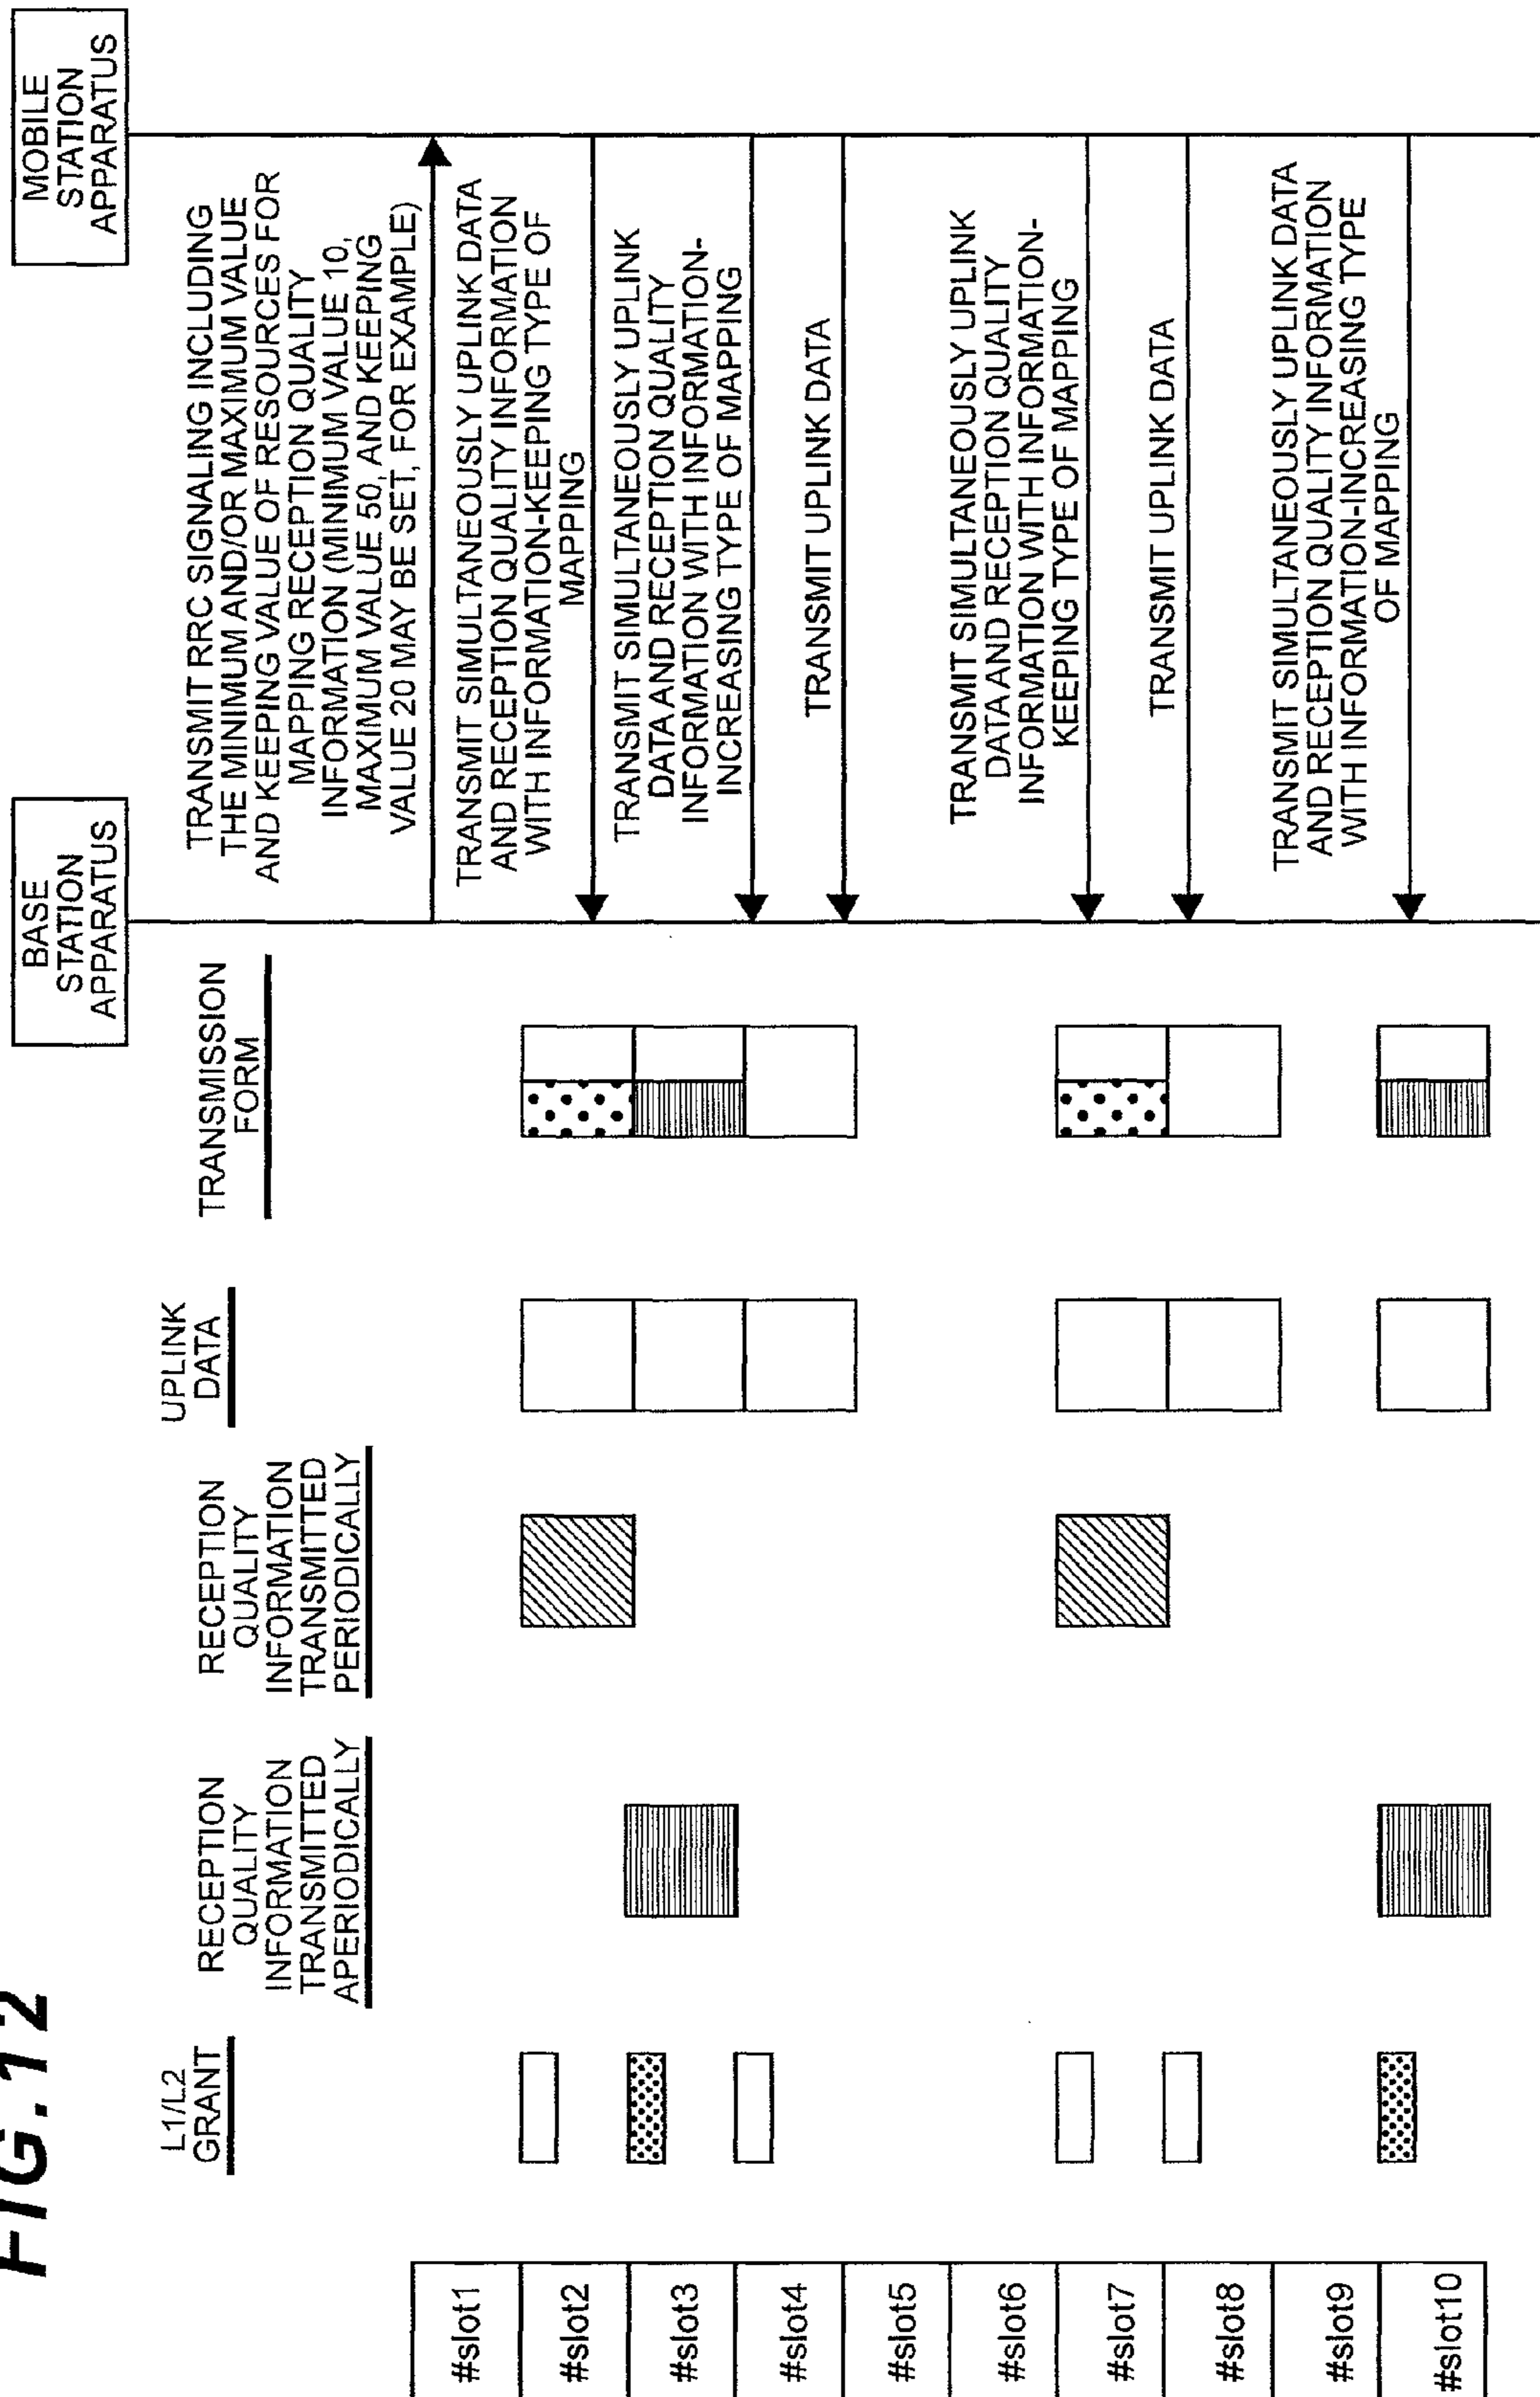 FIG.12
BASE
STATION
APPARATUS
MOBILE
STATION
APPARATUS
L1/L2
GRANT
RECEPTION
QUALITY
INFORMATION
TRANSMITTED
APERIODICALLY
RECEPTION
QUALITY
INFORMATION
TRANSMITTED
PERIODICALLY
UPLINK
DATA
TRANSMISSION
FORM
TRANSMIT RRC SIGNALING INCLUDING
THE MINIMUM AND/OR MAXIMUM VALUE
AND KEEPING VALUE OF RESOURCES FOR
MAPPING RECEPTION QUALITY
INFORMATION (MINIMUM VALUE 10,
MAXIMUM VALUE 50, AND KEEPING
VALUE 20 MAY BE SET, FOR EXAMPLE)
TRANSMIT SIMULTANEOUSLY UPLINK DATA
AND RECEPTION QUALITY INFORMATION
WITH INFORMATION-KEEPING TYPE OF
MAPPING
TRANSMIT SIMULTANEOUSLY UPLINK
DATA AND RECEPTION QUALITY
INFORMATION WITH INFORMATION-
INCREASING TYPE OF MAPPING
TRANSMIT UPLINK DATA
TRANSMIT SIMULTANEOUSLY UPLINK
DATA AND RECEPTION QUALITY
INFORMATION WITH INFORMATION-
KEEPING TYPE OF MAPPING
TRANSMIT UPLINK DATA
TRANSMIT SIMULTANEOUSLY UPLINK DATA
AND RECEPTION QUALITY INFORMATION
WITH INFORMATION-INCREASING TYPE
OF MAPPING
#slot1
#slot2
#slot3
#slot4
#slot5
#slot6
#slot7
#slot8
#slot9
#slot10